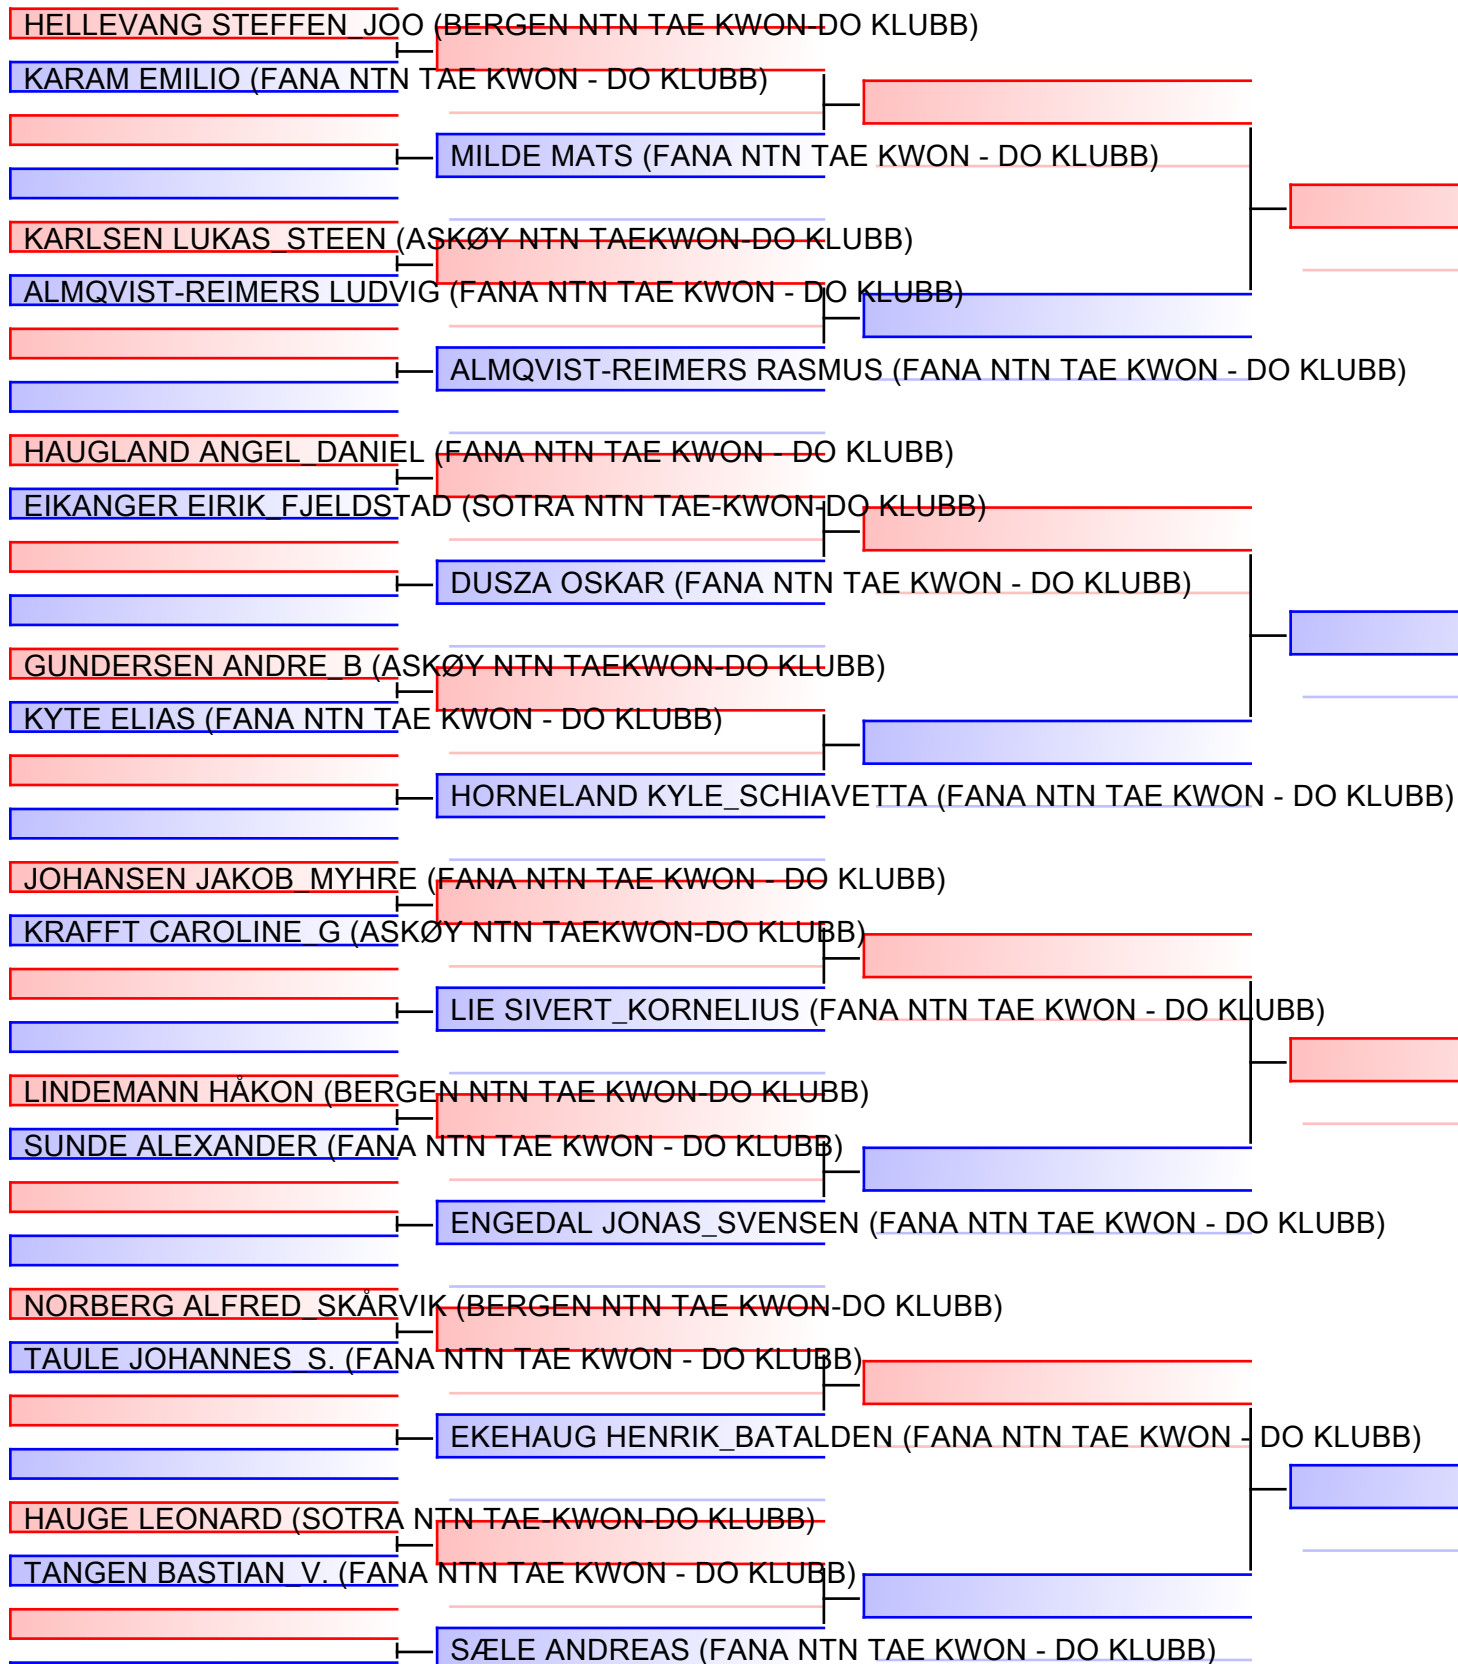 HELLEVANG STEFFEN_JOO (BERGEN NTN TAE KWON-DO KLUBB)
KARAM EMILIO (FANA NTN TAE KWON - DO KLUBB)
MILDE MATS (FANA NTN TAE KWON - DO KLUBB)
KARLSEN LUKAS_STEEN (ASKØY NTN TAEKWON-DO KLUBB)
ALMQVIST-REIMERS LUDVIG (FANA NTN TAE KWON - DO KLUBB)
ALMQVIST-REIMERS RASMUS (FANA NTN TAE KWON - DO KLUBB)
HAUGLAND ANGEL_DANIEL (FANA NTN TAE KWON - DO KLUBB)
EIKANGER EIRIK_FJELDSTAD (SOTRA NTN TAE-KWON-DO KLUBB)
DUSZA OSKAR (FANA NTN TAE KWON - DO KLUBB)
GUNDERSEN ANDRE_B (ASKØY NTN TAEKWON-DO KLUBB)
KYTE ELIAS (FANA NTN TAE KWON - DO KLUBB)
HORNELAND KYLE_SCHIAVETTA (FANA NTN TAE KWON - DO KLUBB)
JOHANSEN JAKOB_MYHRE (FANA NTN TAE KWON - DO KLUBB)
KRAFFT CAROLINE_G (ASKØY NTN TAEKWON-DO KLUBB)
LIE SIVERT_KORNELIUS (FANA NTN TAE KWON - DO KLUBB)
LINDEMANN HÅKON (BERGEN NTN TAE KWON-DO KLUBB)
SUNDE ALEXANDER (FANA NTN TAE KWON - DO KLUBB)
ENGEDAL JONAS_SVENSEN (FANA NTN TAE KWON - DO KLUBB)
NORBERG ALFRED_SKÅRVIK (BERGEN NTN TAE KWON-DO KLUBB)
TAULE JOHANNES_S. (FANA NTN TAE KWON - DO KLUBB)
EKEHAUG HENRIK_BATALDEN (FANA NTN TAE KWON - DO KLUBB)
HAUGE LEONARD (SOTRA NTN TAE-KWON-DO KLUBB)
TANGEN BASTIAN_V. (FANA NTN TAE KWON - DO KLUBB)
SÆLE ANDREAS (FANA NTN TAE KWON - DO KLUBB)